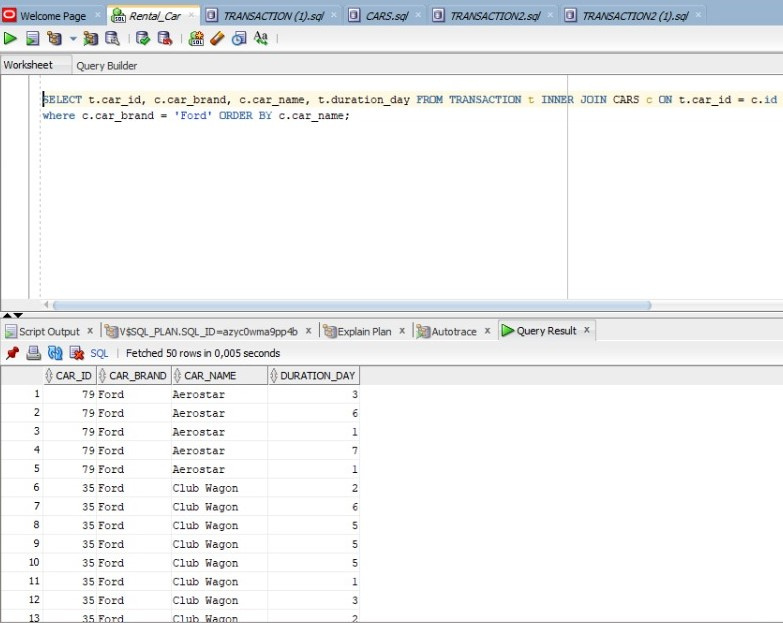 Welcome Page Rental_Car TRANSACTION (1).sql CARS.sql TRANSACTION2.sql TRANSACTION2 (1).sql
Worksheet Query Builder
SELECT t.car_id, c.car_brand, c.car_name, t.duration_day FROM TRANSACTION t INNER JOIN CARS c ON t.car_id = c.id
where c.car_brand = 'Ford' ORDER BY c.car_name;
Script Output x V$SQL_PLAN.SQL_ID=azyc0wma9pp4b x Explain Plan x Autotrace x Query Result x
SQL | Fetched 50 rows in 0,005 seconds
CAR_ID CAR_BRAND CAR_NAME DURATION_DAY
1 79 Ford Aerostar 3
2 79 Ford Aerostar 6
3 79 Ford Aerostar 1
4 79 Ford Aerostar 7
5 79 Ford Aerostar 1
6 35 Ford Club Wagon 2
7 35 Ford Club Wagon 6
8 35 Ford Club Wagon 5
9 35 Ford Club Wagon 5
10 35 Ford Club Wagon 5
11 35 Ford Club Wagon 1
12 35 Ford Club Wagon 3
13 35 Ford Club Wagon 2